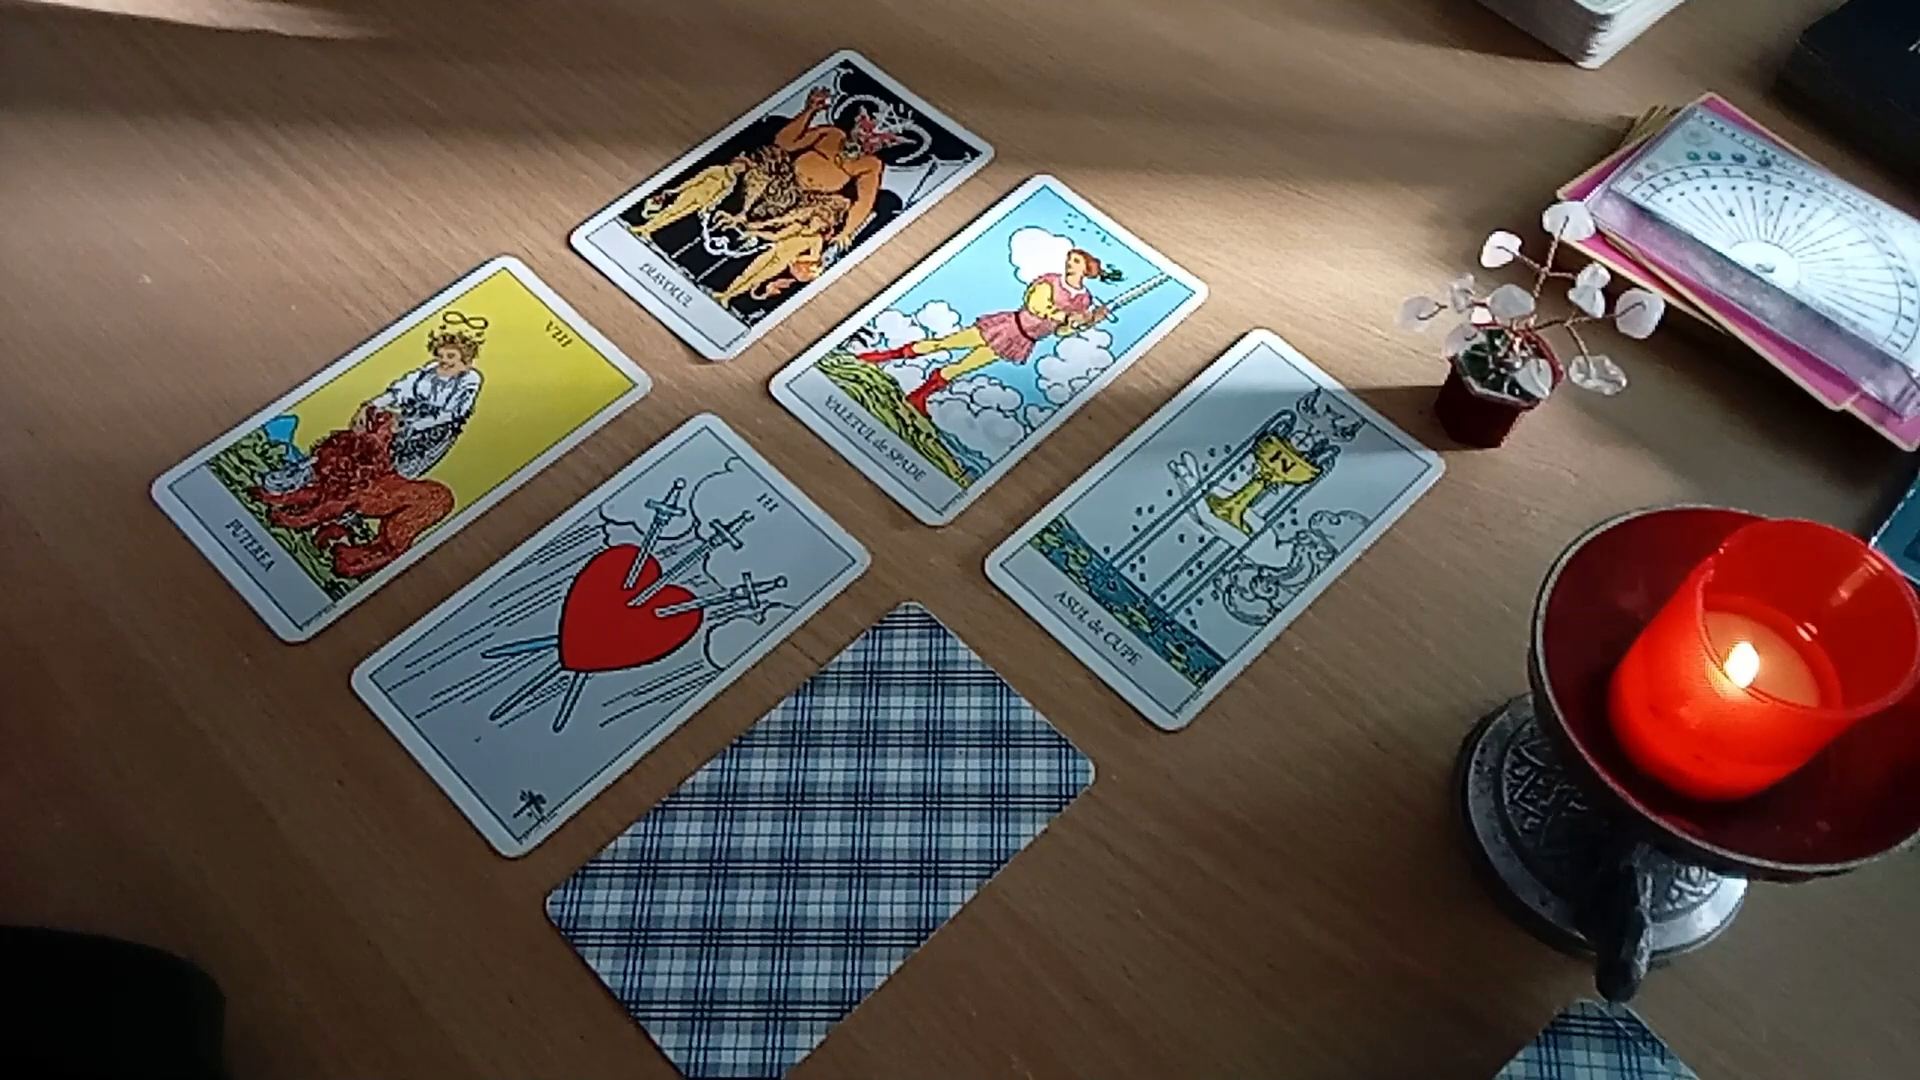 DIAVOLUL
VALETUL de SPADE
VIII
PUTEREA
III
ASUL de CUPE
M